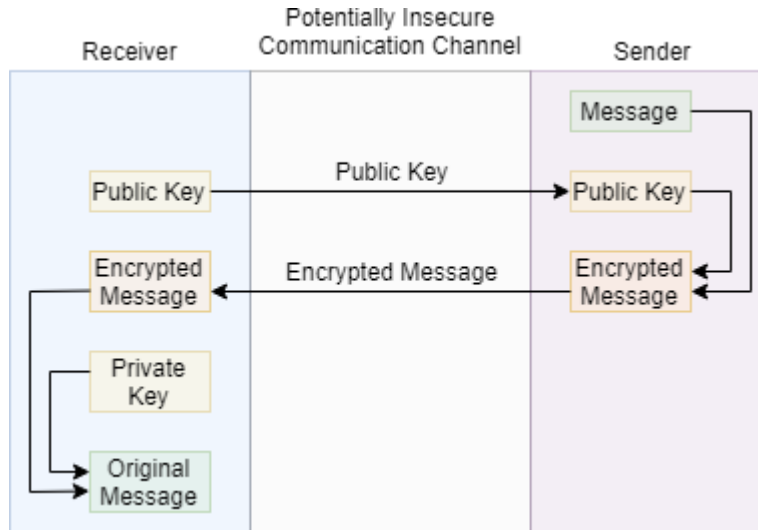 Receiver
Potentially Insecure
Communication Channel
Sender
Message
Public Key
Public Key
Public Key
Encrypted
Message
Encrypted Message
Encrypted
Message
Private
Key
Original
Message